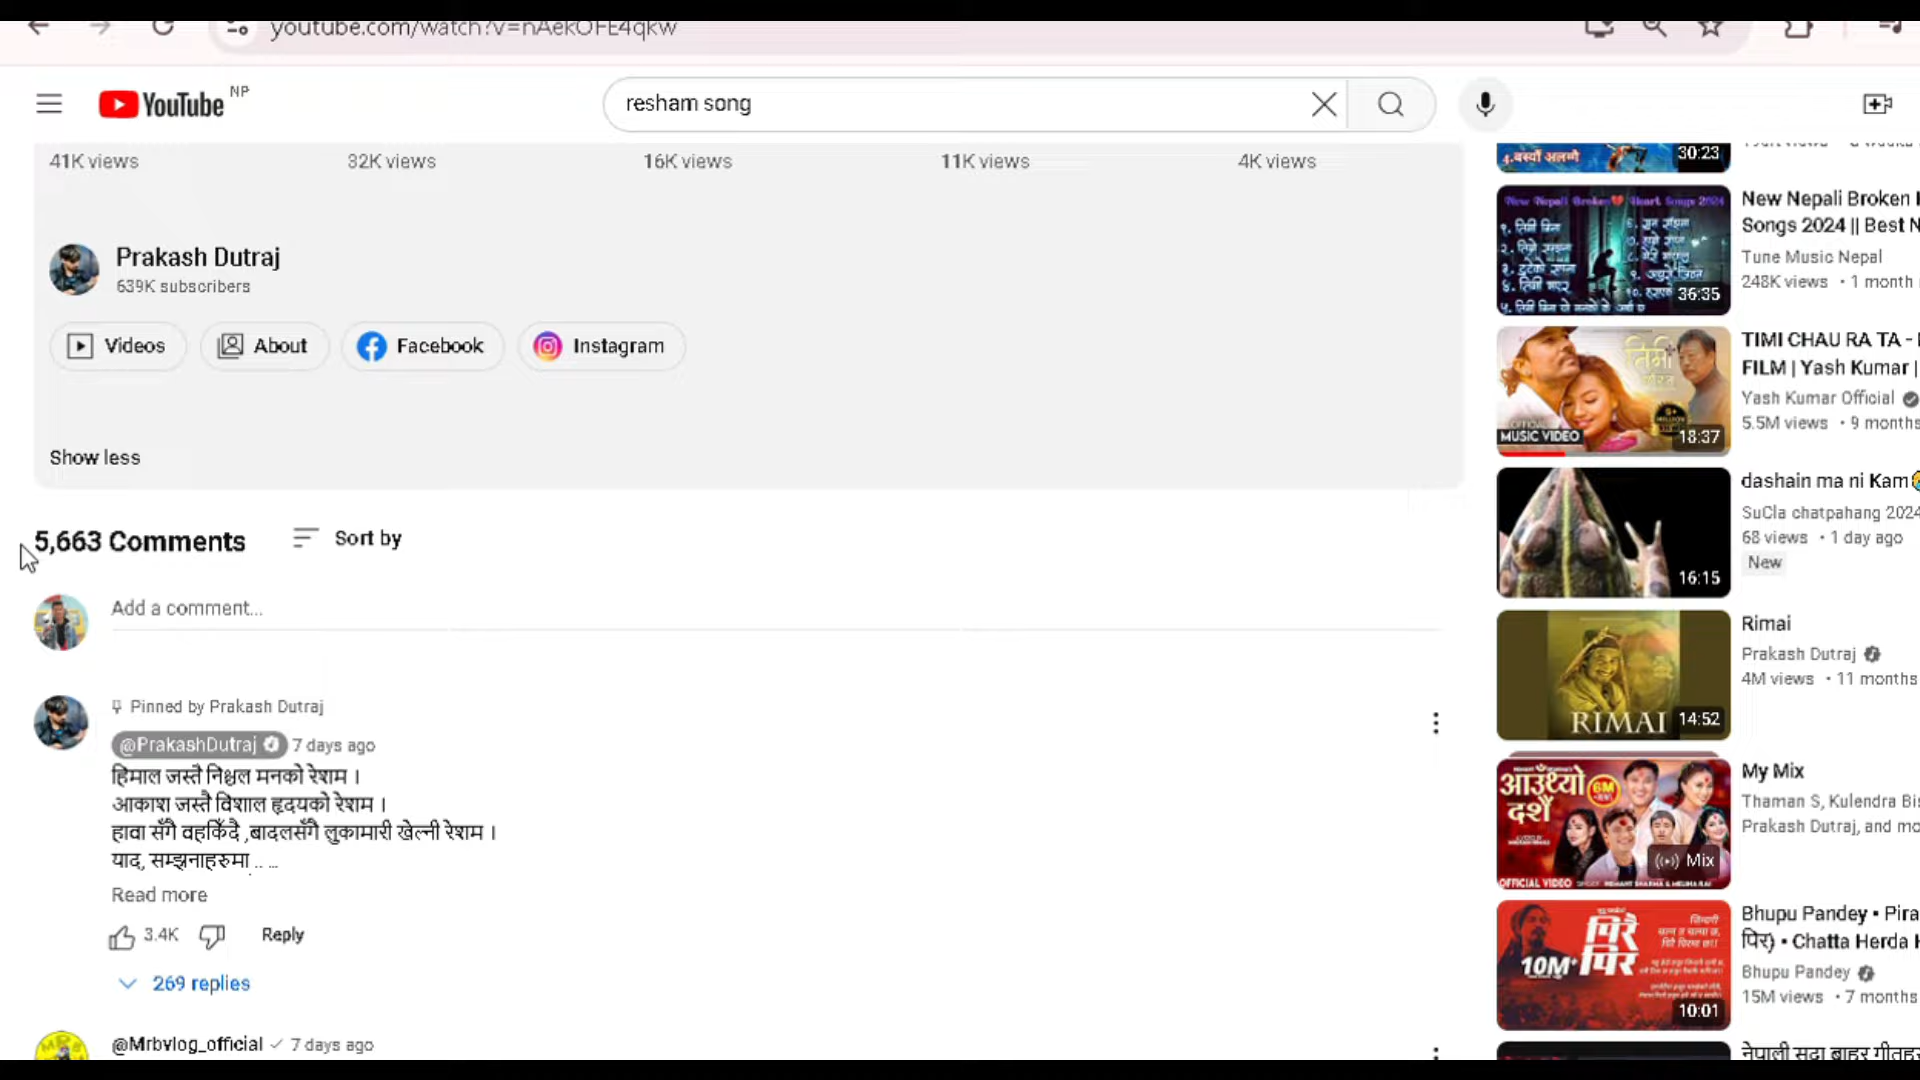 youtube.com/watch?v=nAekOFE4qkw
YouTube NP
resham song
41K views 32K views 16K views 11K views 4K views
Prakash Dutraj
639K subscribers
Videos About Facebook Instagram
Show less
5,663 Comments Sort by
Add a comment...
Pinned by Prakash Dutraj
@PrakashDutraj 7 days ago
हिमाल जस्तै निश्चल मनको रेशम ।
आकाश जस्तै विशाल हृदयको रेशम ।
हावा सँगै वहकिँदै ,बादलसँगै लुकामारी खेल्नी रेशम ।
याद, सम्झनाहरुमा .. ...
Read more
3.4K Reply
269 replies
@Mrbvlog_official 7 days ago
30:23
New Nepali Broken Heart Songs 2024
36:35
New Nepali Broken
Songs 2024 || Best N
Tune Music Nepal
248K views • 1 month
MUSIC VIDEO
18:37
TIMI CHAU RA TA -
FILM | Yash Kumar |
Yash Kumar Official
5.5M views • 9 months
16:15
dashain ma ni Kam
SuCla chatpahang 2024
68 views • 1 day ago
New
RIMAI
14:52
Rimai
Prakash Dutraj
4M views • 11 months
आउथ्यो
दशैं
6M
Mix
OFFICIAL VIDEO
My Mix
Thaman S, Kulendra Bi
Prakash Dutraj, and mo
पिरै
पिर
10M+
10:01
Bhupu Pandey • Pira
पिर) • Chatta Herda
Bhupu Pandey
15M views • 7 months